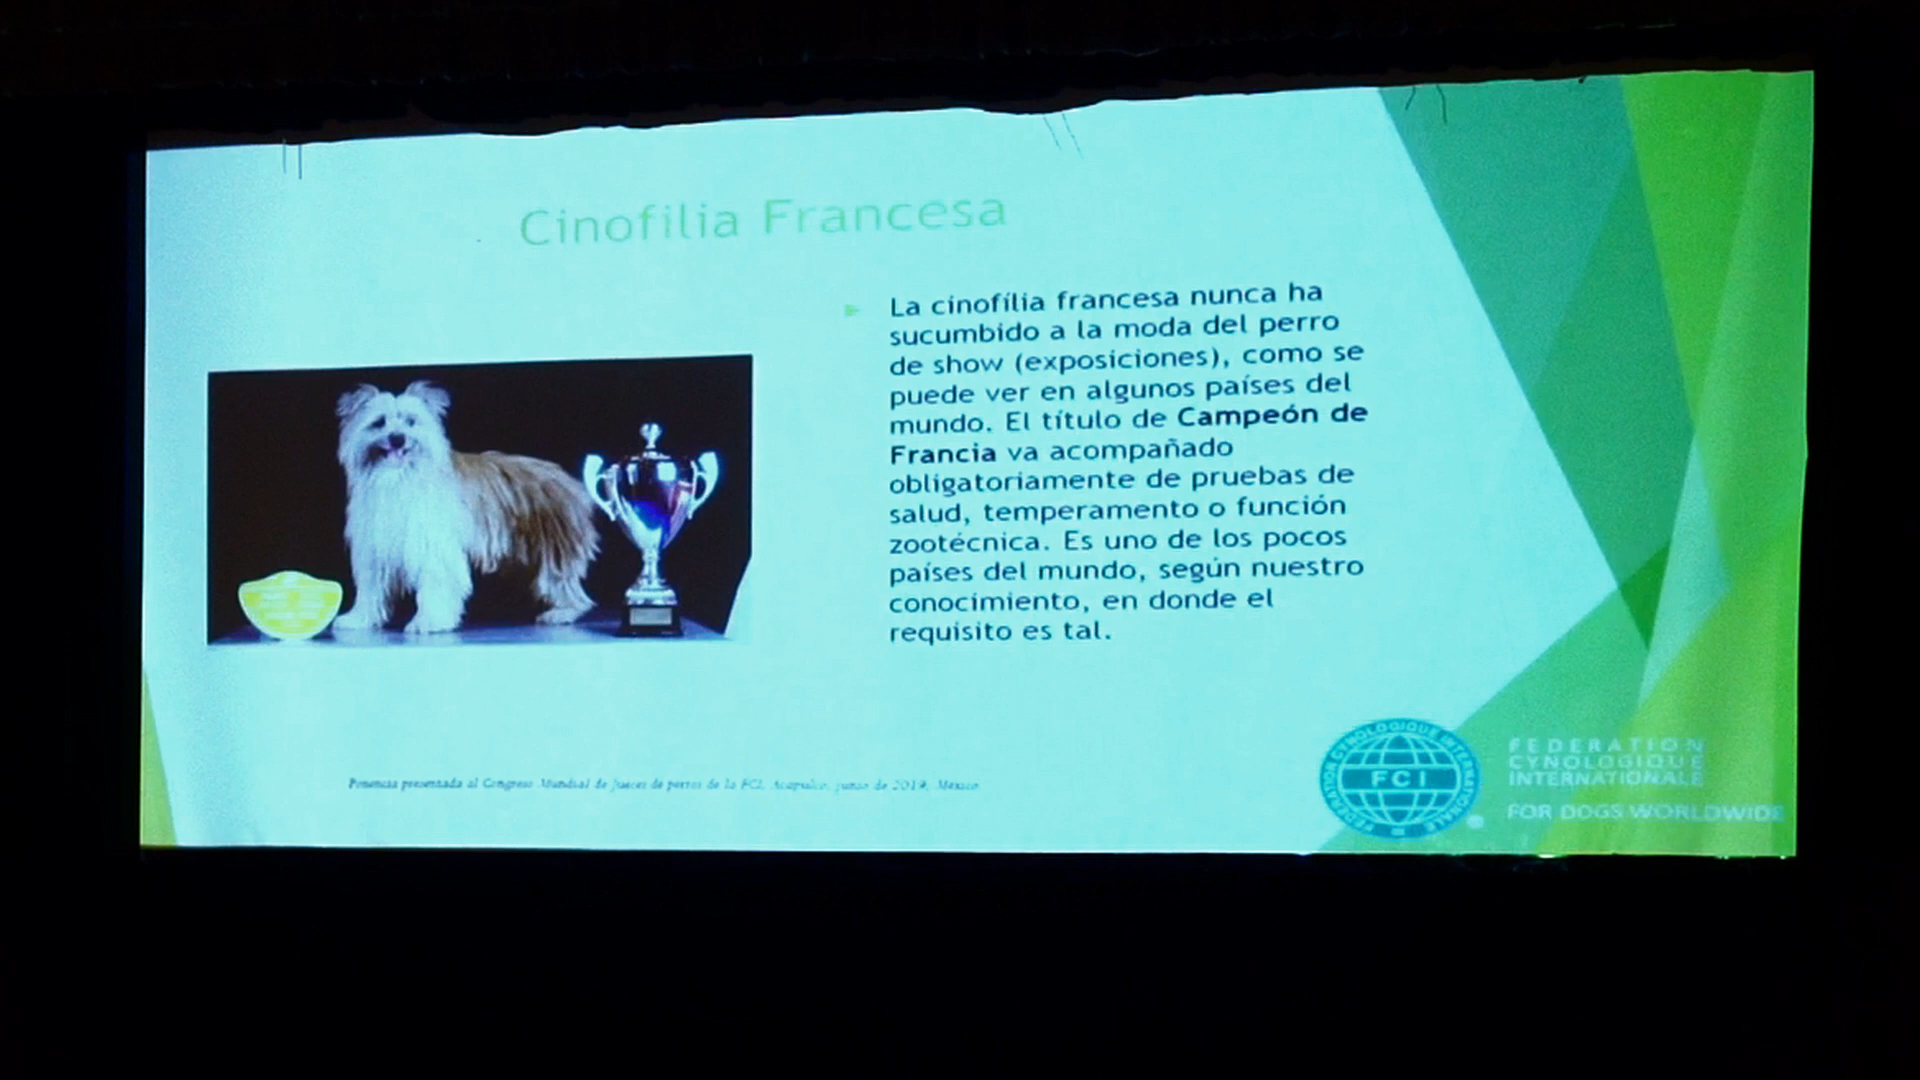 Cinofilia Francesa
La cinofília francesa nunca ha
sucumbido a la moda del perro
de show (exposiciones), como se
puede ver en algunos países del
mundo. El título de Campeón de
Francia va acompañado
obligatoriamente de pruebas de
salud, temperamento o función
zootécnica. Es uno de los pocos
países del mundo, según nuestro
conocimiento, en donde el
requisito es tal.
Ponencia presentada al Congreso Mundial de Jueces de perros de la FCI, Acapulco, junio de 2019, México
FCI
FEDERATION CYNOLOGIQUE INTERNATIONALE
FEDERATION
CYNOLOGIQUE
INTERNATIONALE
FOR DOGS WORLDWIDE